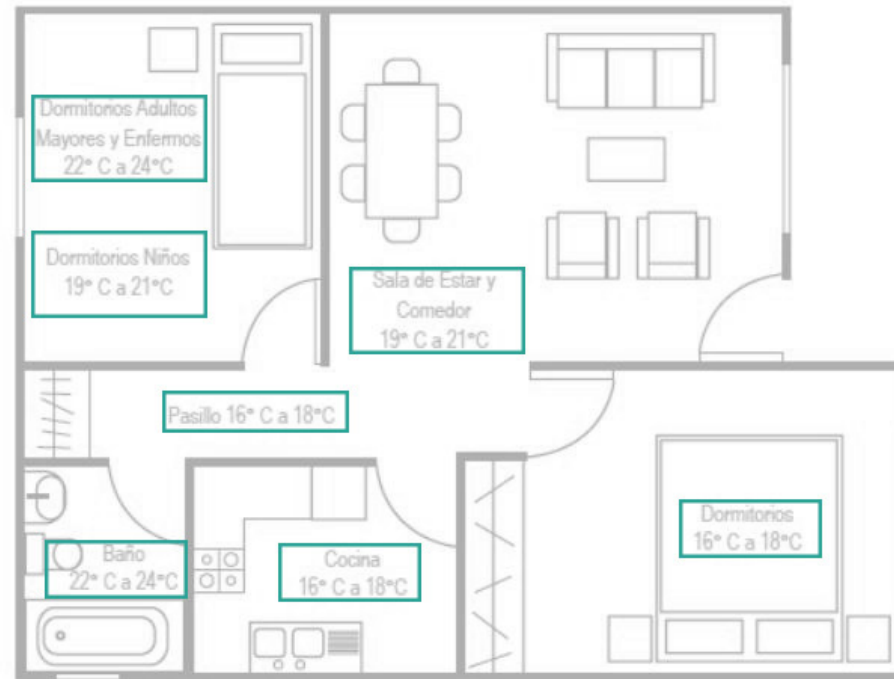 Dormitorios Adultos
Mayores y Enfermos
22° C a 24°C
Dormitorios Niños
19° C a 21°C
Sala de Estar y
Comedor
19° C a 21°C
Pasillo 16° C a 18°C
Dormitorios
16° C a 18°C
Baño
22° C a 24°C
Cocina
16° C a 18°C